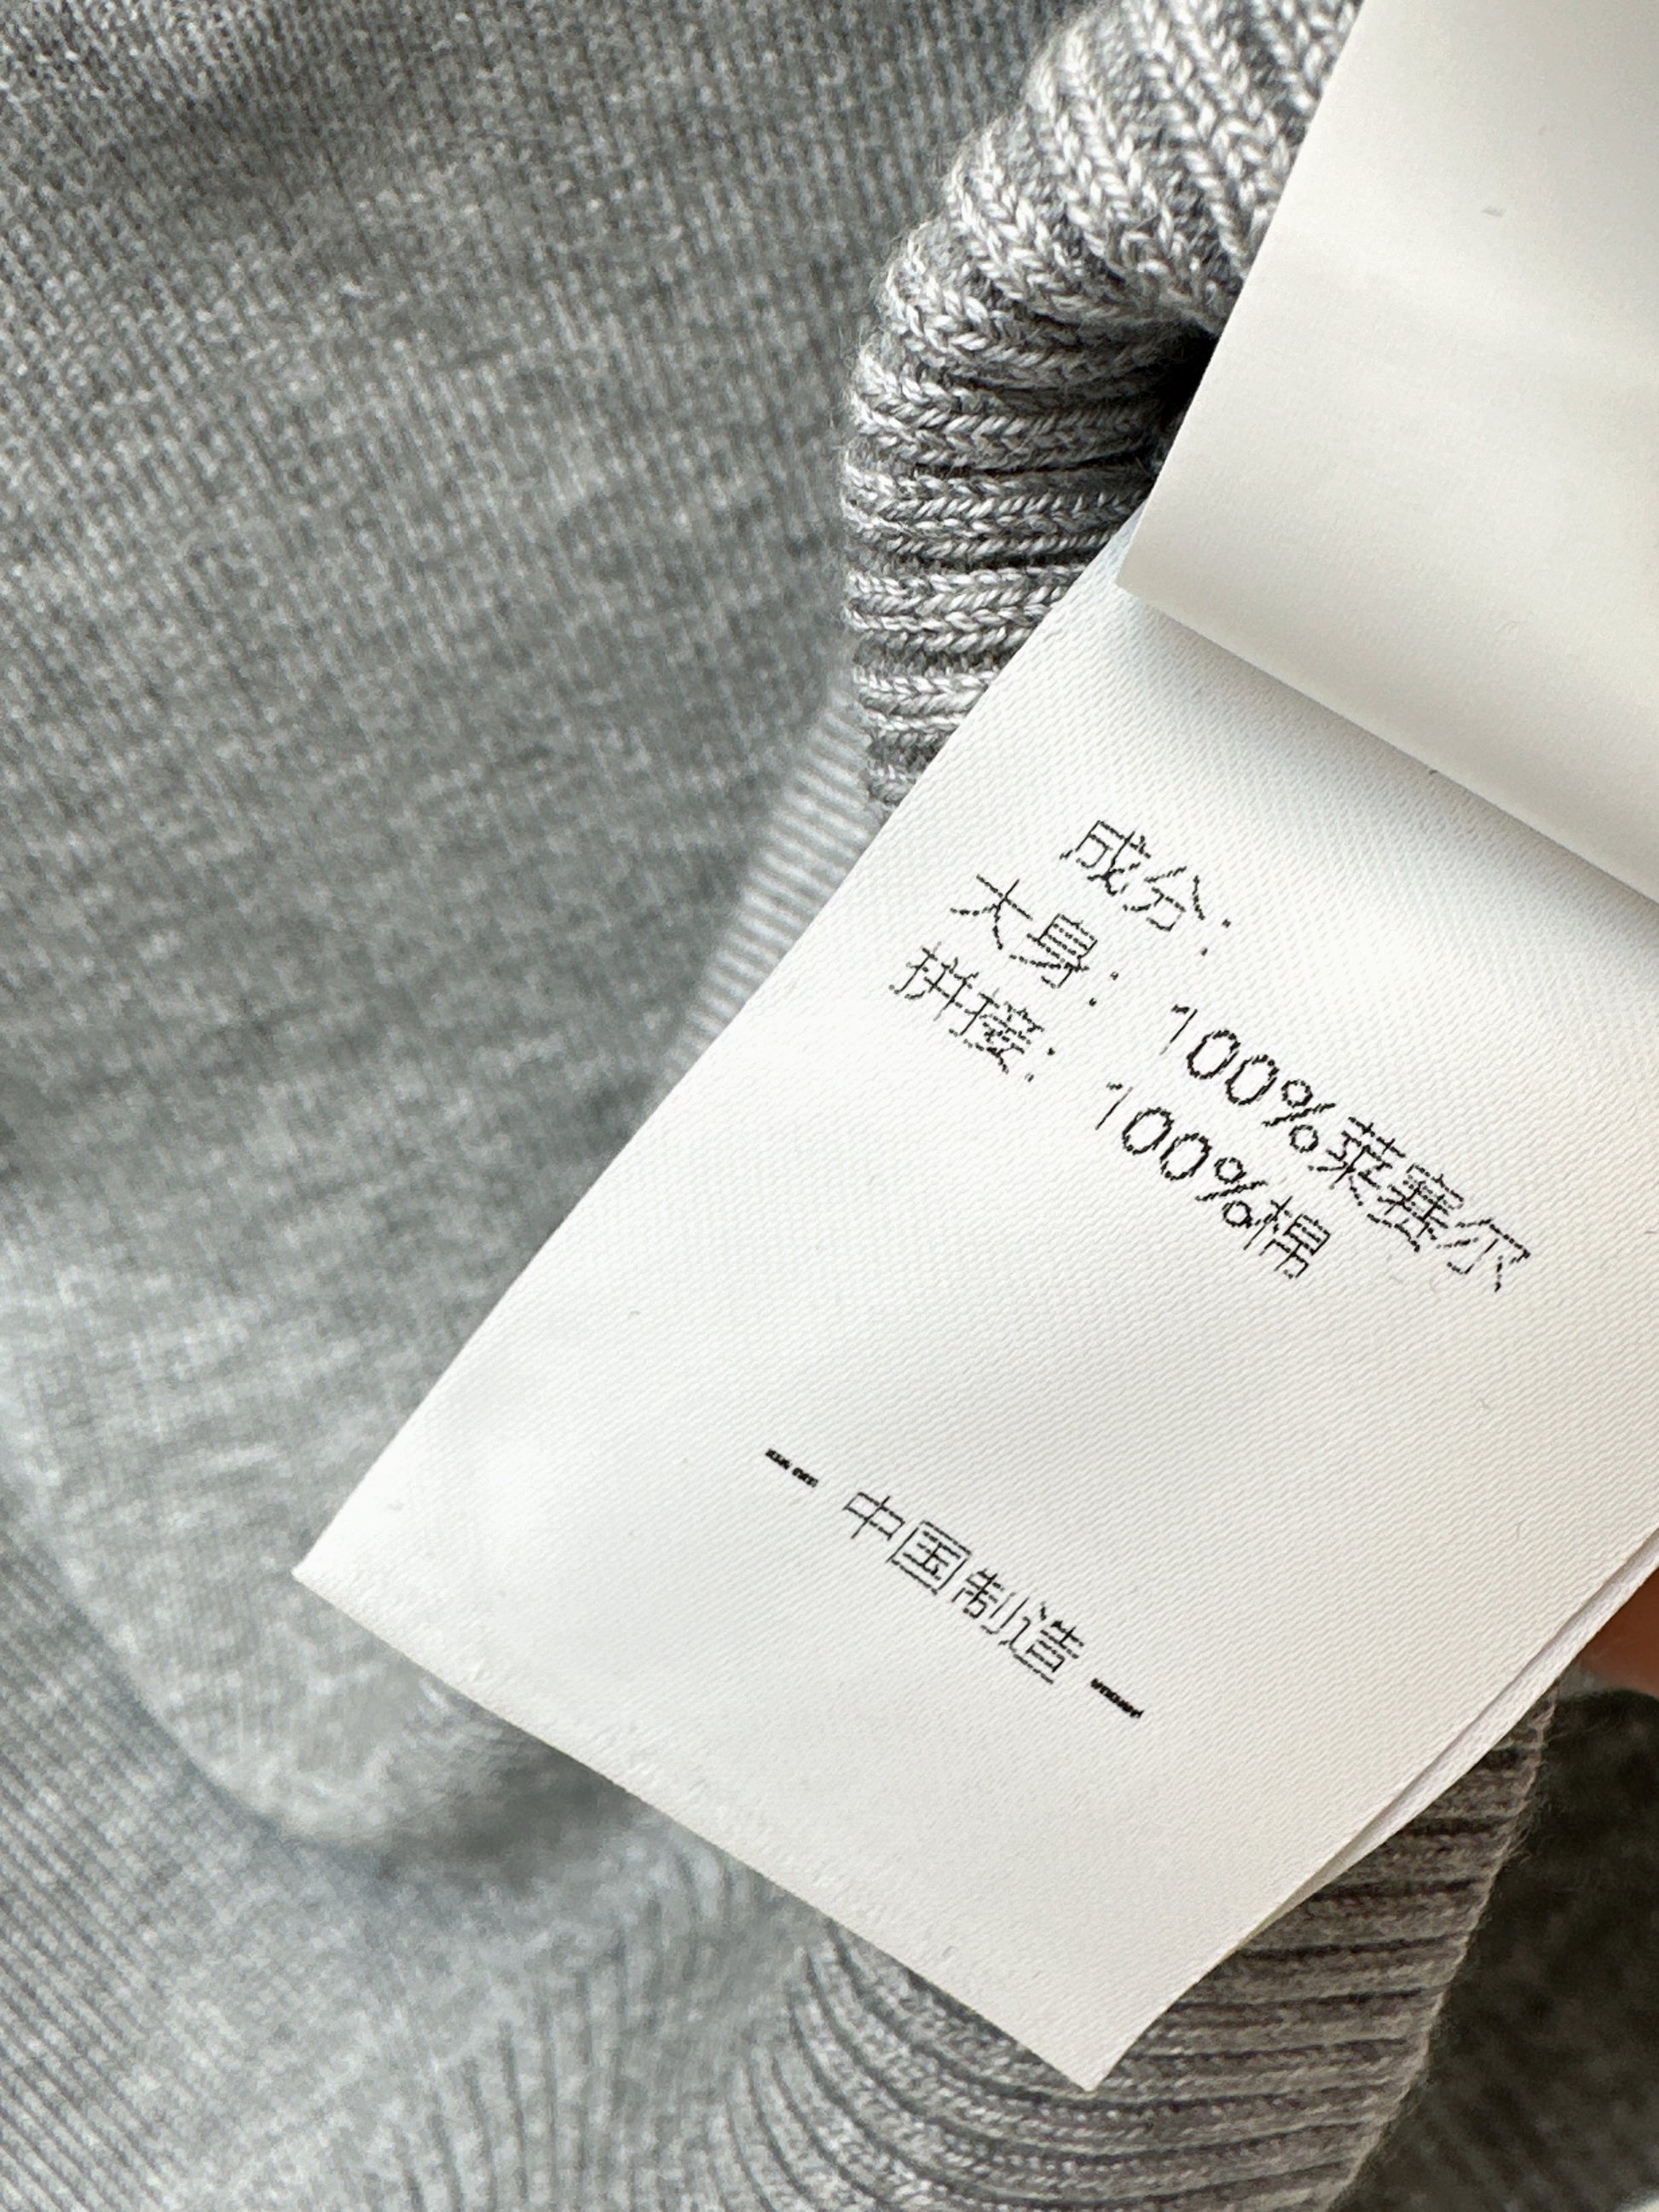 成分：
大身： 100%莱赛尔
拼接： 100%棉
— 中国制造 —